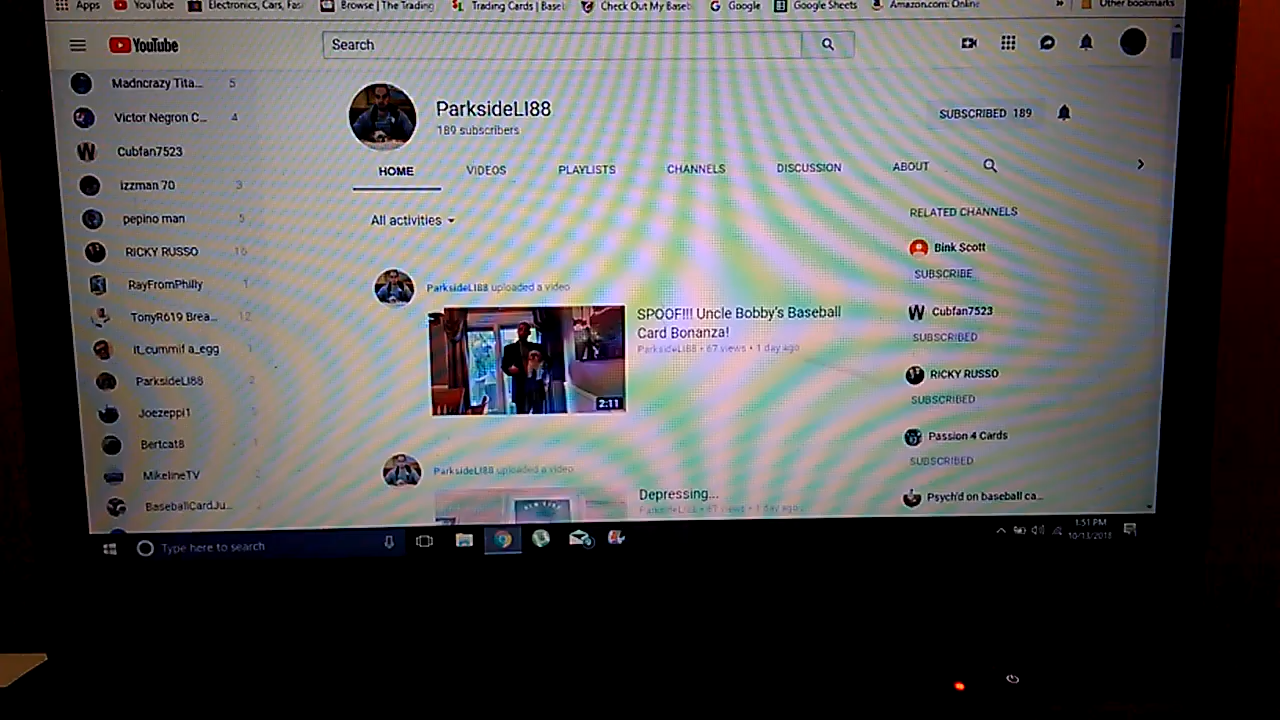 Apps YouTube Electronics, Cars, Fas Browse | The Trading Trading Cards | Basel Check Out My Baseb Google Google Sheets Amazon.com: Online » Other bookmarks
YouTube Search
Madncrazy Tita... 5
Victor Negron C... 4
Cubfan7523
izzman 70 3
pepino man 5
RICKY RUSSO 16
RayFromPhilly 1
TonyR619 Brea... 12
It_cummif a_egg
ParksideLI88 2
Joezeppi1
Bertcat8 1
MikelineTV 2
BaseballCardJu...
ParksideLI88
189 subscribers
SUBSCRIBED 189
HOME VIDEOS PLAYLISTS CHANNELS DISCUSSION ABOUT
All activities
ParksideLI88 uploaded a video
SPOOF!!! Uncle Bobby's Baseball
Card Bonanza!
ParksideLI88 • 67 views • 1 day ago
2:11
ParksideLI88 uploaded a video
Depressing...
ParksideLI88 • 67 views • 1 day ago
RELATED CHANNELS
Bink Scott
SUBSCRIBE
Cubfan7523
SUBSCRIBED
RICKY RUSSO
SUBSCRIBED
Passion 4 Cards
SUBSCRIBED
Psych'd on baseball ca...
Type here to search
1:51 PM
10/13/2018